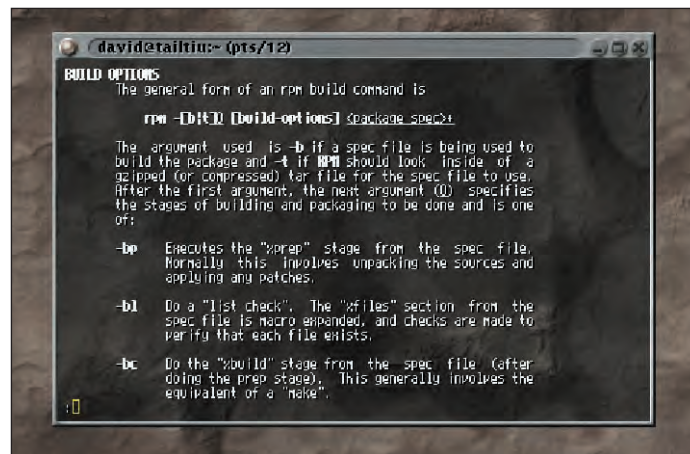 david@tailtiu:~ (pts/12)
BUILD OPTIONS
The general form of an rpm build command is
rpm -[b|t]O [build-options] <package_spec>+
The argument used is -b if a spec file is being used to
build the package and -t if RPM should look inside of a
gzipped (or compressed) tar file for the spec file to use.
After the first argument, the next argument (O) specifies
the stages of building and packaging to be done and is one
of:
-bp Executes the "%prep" stage from the spec file.
Normally this involves unpacking the sources and
applying any patches.
-bl Do a "list check". The "%files" section from the
spec file is macro expanded, and checks are made to
verify that each file exists.
-bc Do the "%build" stage from the spec file (after
doing the prep stage). This generally involves the
equivalent of a "make".
: